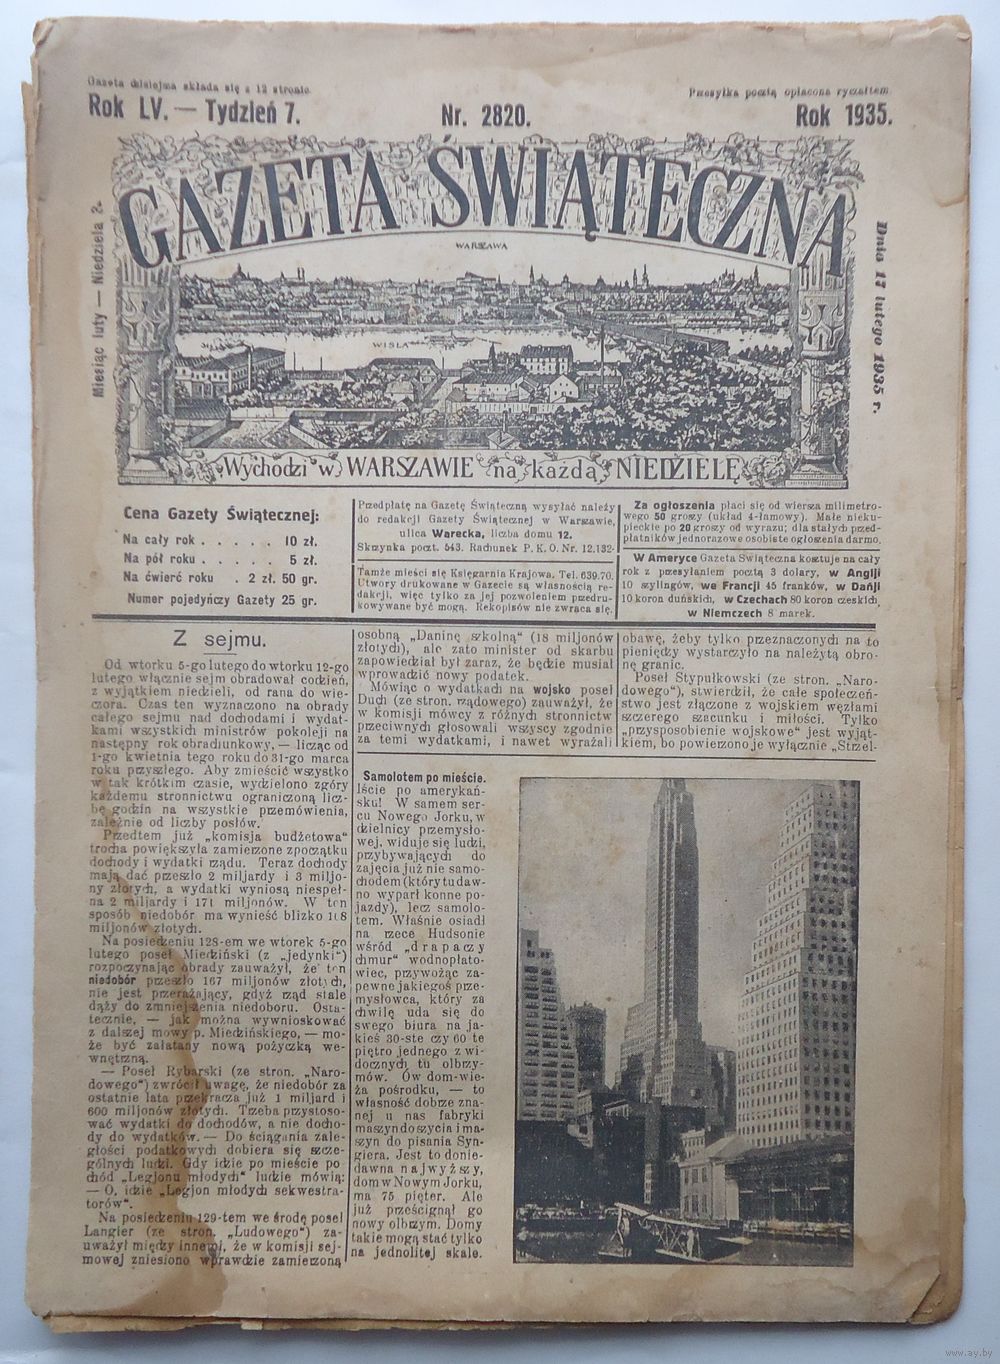 Gazeta dzisiejsza składa się z 12 stronic.
Przesyłka pocztą opłacona ryczałtem.
Rok LV. — Tydzień 7.
Nr. 2820.
Rok 1935.
GAZETA ŚWIĄTECZNA
Miesiąc luty — Niedziela 2.
Dnia 17 lutego 1935 r.
WARSZAWA
WISŁA
Wychodzi w WARSZAWIE na każdą NIEDZIELĘ
Cena Gazety Świątecznej:
Na cały rok . . . . . 10 zł.
Na pół roku . . . . . 5 zł.
Na ćwierć roku . 2 zł. 50 gr.
Numer pojedyńczy Gazety 25 gr.
Przedpłatę na Gazetę Świąteczną wysyłać należy
do redakcji Gazety Świątecznej w Warszawie,
ulica Warecka, liczba domu 12.
Skrzynka poczt. 543. Rachunek P. K. O. Nr. 12.132.
Tamże mieści się Księgarnia Krajowa. Tel. 639.70.
Utwory drukowane w Gazecie są własnością re-
dakcji, więc tylko za jej pozwoleniem przedru-
kowywane być mogą. Rękopisów nie zwraca się.
Za ogłoszenia płaci się od wiersza milimetro-
wego 50 groszy (układ 4-łamowy). Małe nieku-
pieckie po 20 groszy od wyrazu; dla stałych przed-
płatników jednorazowe osobiste ogłoszenia darmo.
W Ameryce Gazeta Świąteczna kosztuje na cały
rok z przesyłaniem pocztą 3 dolary, w Anglji
10 szylingów, we Francji 45 franków, w Danji
10 koron duńskich, w Czechach 80 koron czeskich,
w Niemczech 8 marek.
Z sejmu.
Od wtorku 5-go lutego do wtorku 12-go
lutego włącznie sejm obradował codzień,
z wyjątkiem niedzieli, od rana do wie-
czora. Czas ten wyznaczono na obrady
całego sejmu nad dochodami i wydat-
kami wszystkich ministrów pokoleji na
następny rok obrachunkowy, — licząc od
1-go kwietnia tego roku do 31-go marca
roku przyszłego. Aby zmieścić wszystko
w tak krótkim czasie, wydzielono zgóry
każdemu stronnictwu ograniczoną licz-
bę godzin na wszystkie przemówienia,
zależnie od liczby posłów.
Przedtem już „komisja budżetowa“
trocha powiększyła zamierzone zpoczątku
dochody i wydatki rządu. Teraz dochody
mają dać przeszło 2 miljardy i 3 miljo-
ny złotych, a wydatki wyniosą niespeł-
na 2 miljardy i 171 miljonów. W ten
sposób niedobór ma wynieść blizko 168
miljonów złotych.
Na posiedzeniu 128-em we wtorek 5-go
lutego poseł Miedziński (z „jedynki“)
rozpoczynając obrady zauważył, że ten
niedobór przeszło 167 miljonów złotych,
nie jest przerażający, gdyż rząd stale
dąży do zmniejszenia niedoboru. Osta-
tecznie, — jak można wywnioskować
z dalszej mowy p. Miedzińskiego, — mo-
że być załatany nową pożyczką we-
wnętrzną.
— Poseł Rybarski (ze stron. „Naro-
dowego“) zwrócił uwagę, że niedobór za
ostatnie lata przekracza już 1 miljard i
600 miljonów złotych. Trzeba przystoso-
wać wydatki do dochodów, a nie docho-
dy do wydatków. — Do ściągania zale-
głości podatkowych dobiera się szcze-
gólnych ludzi. Gdy idzie po mieście po-
chód „Legjonu młodych“ ludzie mówią:
— O, idzie „Legjon młodych sekwestra-
torów“.
Na posiedzeniu 129-tem we środę poseł
Langier (ze stron. „Ludowego“) za-
uważył między innemi, że w komisji sej-
mowej zniesiono wprawdzie zamierzoną
osobną „Daninę szkolną“ (18 miljonów
złotych), ale zato minister od skarbu
zapowiedział był zaraz, że będzie musiał
wprowadzić nowy podatek.
Mówiąc o wydatkach na wojsko poseł
Duch (ze stron. rządowego) zauważył, że
w komisji mówcy z różnych stronnictw
przeciwnych głosowali wszyscy zgodnie
za temi wydatkami, i nawet wyrażali
obawę, żeby tylko przeznaczonych na to
pieniędzy wystarczyło na należytą obro-
nę granic.
Poseł Stypułkowski (ze stron. „Naro-
dowego“), stwierdził, że całe społeczeń-
stwo jest złączone z wojskiem węzłami
szczerego szacunku i miłości. Tylko
„przysposobienie wojskowe“ jest wyjąt-
kiem, bo powierzono je wyłącznie „Strzel-
Samolotem po mieście.
Iście po amerykań-
sku! W samem ser-
cu Nowego Jorku, w
dzielnicy przemysło-
wej, widuje się ludzi,
przybywających do
zajęcia już nie samo-
chodem (który tu daw-
no wyparł konne po-
jazdy), lecz samolo-
tem. Właśnie osiadł
na rzece Hudsonie
wśród „drapaczy
chmur“ wodnopłato-
wiec, przywożąc za-
pewne jakiegoś prze-
mysłowca, który za
chwilę uda się do
swego biura na ja-
kieś 30-ste czy 60 te
piętro jednego z wi-
docznych tu olbrzy-
mów. Ów dom-wie-
ża pośrodku, — to
własność dobrze zna-
nej u nas fabryki
maszyn do szycia i ma-
szyn do pisania Syn-
giera. Jest to donie-
dawna najwyższy,
dom w Nowym Jorku,
ma 75 pięter. Ale
już prześcignął go
nowy olbrzym. Domy
takie mogą stać tylko
na jednolitej skale.
www.ay.by